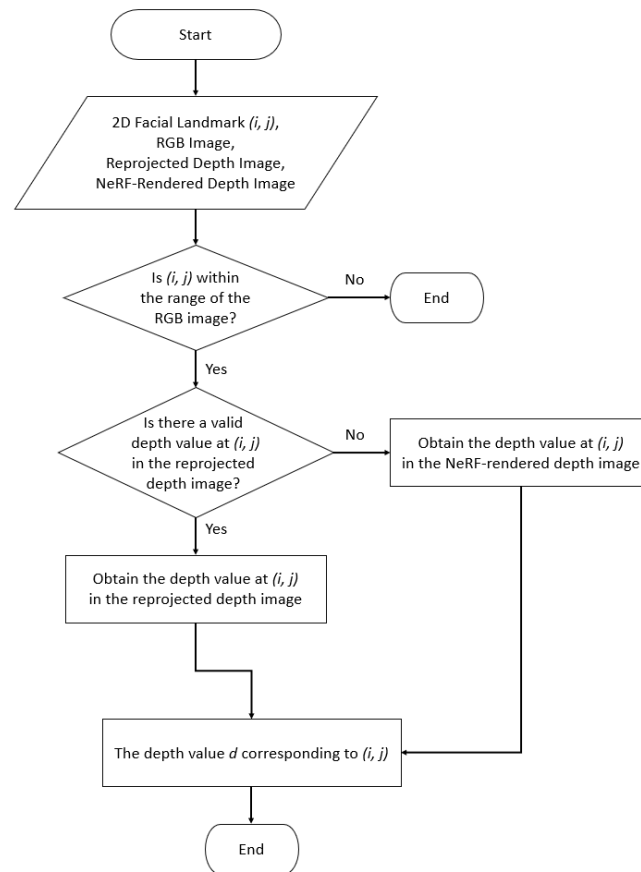 Start
2D Facial Landmark (i, j),
RGB Image,
Reprojected Depth Image,
NeRF-Rendered Depth Image
Is (i, j) within
the range of the
RGB image?
No
End
Yes
Is there a valid
depth value at (i, j)
in the reprojected
depth image?
No
Obtain the depth value at (i, j)
in the NeRF-rendered depth image
Yes
Obtain the depth value at (i, j)
in the reprojected depth image
The depth value d corresponding to (i, j)
End